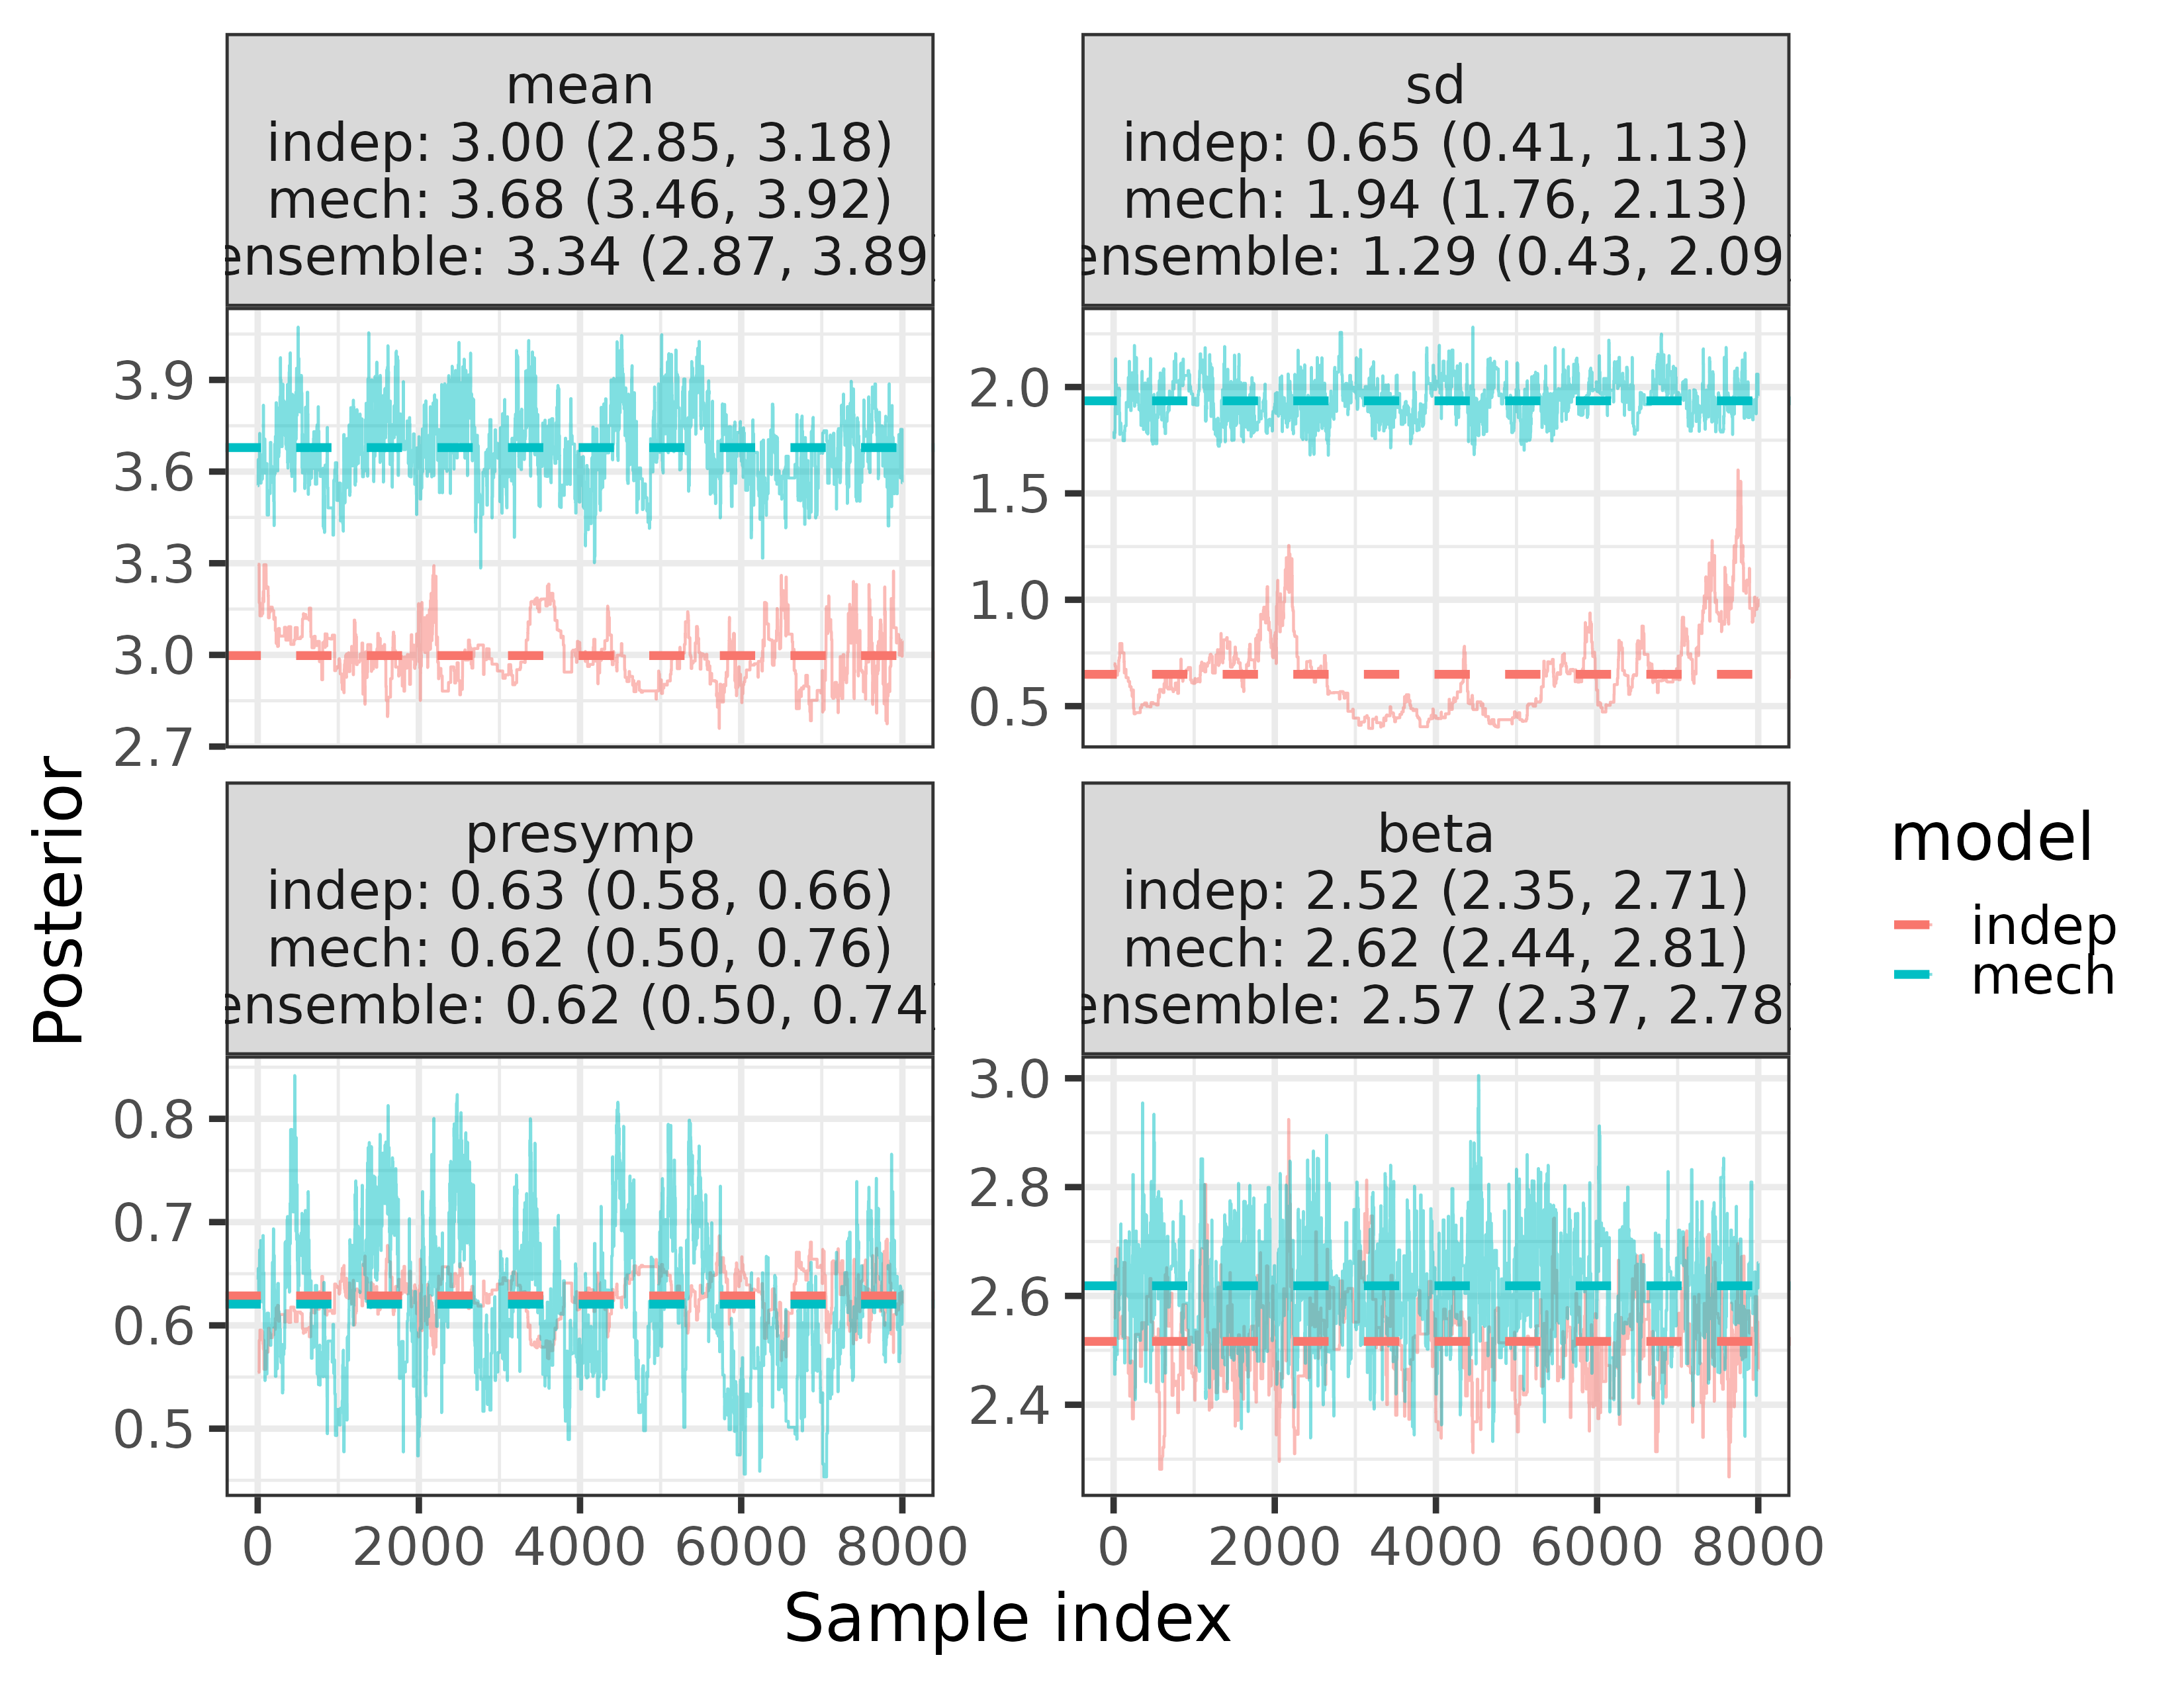 mean
indep: 3.00 (2.85, 3.18)
mech: 3.68 (3.46, 3.92)
ensemble: 3.34 (2.87, 3.89
sd
indep: 0.65 (0.41, 1.13)
mech: 1.94 (1.76, 2.13)
ensemble: 1.29 (0.43, 2.09
3.9
3.6
3.3
3.0
2.7
2.0
1.5
1.0
0.5
presymp
indep: 0.63 (0.58, 0.66)
mech: 0.62 (0.50, 0.76)
ensemble: 0.62 (0.50, 0.74
beta
indep: 2.52 (2.35, 2.71)
mech: 2.62 (2.44, 2.81)
ensemble: 2.57 (2.37, 2.78
0.8
0.7
0.6
0.5
3.0
2.8
2.6
2.4
0 2000 4000 6000 8000
0 2000 4000 6000 8000
Sample index
Posterior
model
indep
mech